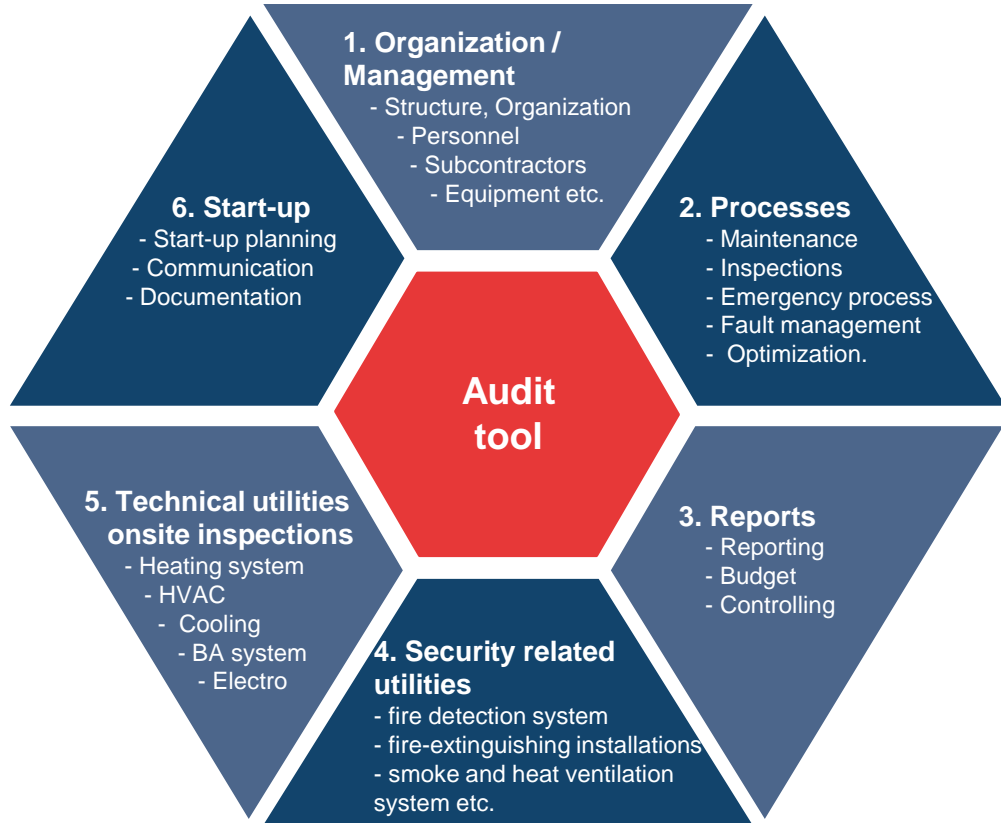 1. Organization /
Management
- Structure, Organization
- Personnel
- Subcontractors
- Equipment etc.
2. Processes
- Maintenance
- Inspections
- Emergency process
- Fault management
- Optimization.
3. Reports
- Reporting
- Budget
- Controlling
4. Security related
utilities
- fire detection system
- fire-extinguishing installations
- smoke and heat ventilation
system etc.
5. Technical utilities
onsite inspections
- Heating system
- HVAC
- Cooling
- BA system
- Electro
6. Start-up
- Start-up planning
- Communication
- Documentation
Audit
tool